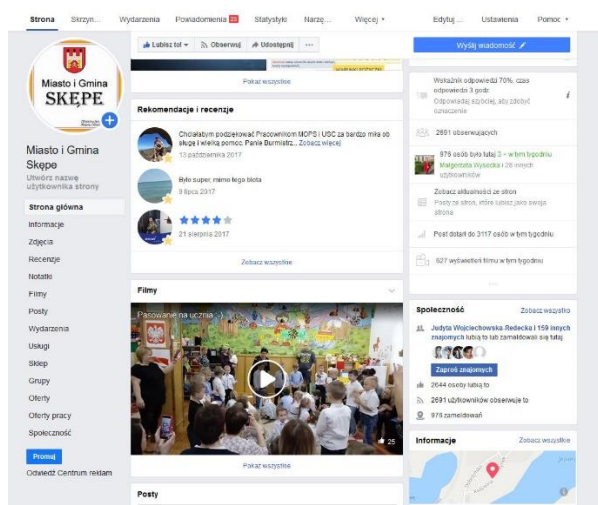 Strona Skrzyn... Wydarzenia Powiadomienia 23 Statystyki Narzę... Więcej Edytuj... Ustawienia Pomoc
Miasto i Gmina
SKĘPE
Miasto i Gmina
Skępe
Utwórz nazwę
użytkownika strony
Strona główna
Informacje
Zdjęcia
Recenzje
Notatki
Filmy
Posty
Wydarzenia
Usługi
Sklep
Grupy
Oferty
Oferty pracy
Społeczność
Promuj
Odwiedź Centrum reklam
Lubisz to! Obserwuj Udostępnij ...
Pokaż wszystkie
Rekomendacje i recenzje
Chciałabym podziękować Pracownikom MOPS i USC za bardzo miłą ob
sługę i wielką pomoc. Panie Burmistrz... Zobacz więcej
13 października 2017
Było super, mimo tego błota
9 lipca 2017
21 sierpnia 2017
Zobacz wszystkie
Filmy
Pasowanie na ucznia :-)
25
Pokaż wszystkie
Posty
Wyślij wiadomość
Wskaźnik odpowiedzi 70%, czas
odpowiedzi 3 godz.
Odpowiadaj szybciej, aby zdobyć
oznaczenie
2691 obserwujących
976 osób było tutaj 3 + w tym tygodniu
Małgorzata Wysocka i 28 innych
użytkowników
Zobacz aktualności ze stron
Posty ze stron, które lubisz jako swoja
strona
Post dotarł do 3117 osób w tym tygodniu
627 wyświetleń filmu w tym tygodniu
Społeczność Zobacz wszystko
Judyta Wojciechowska-Redecka i 159 innych
znajomych lubią to lub zameldowali się tutaj
Zaproś znajomych
2644 osoby lubią to
2691 użytkowników obserwuje to
976 zameldowań
Informacje Zobacz wszystkie